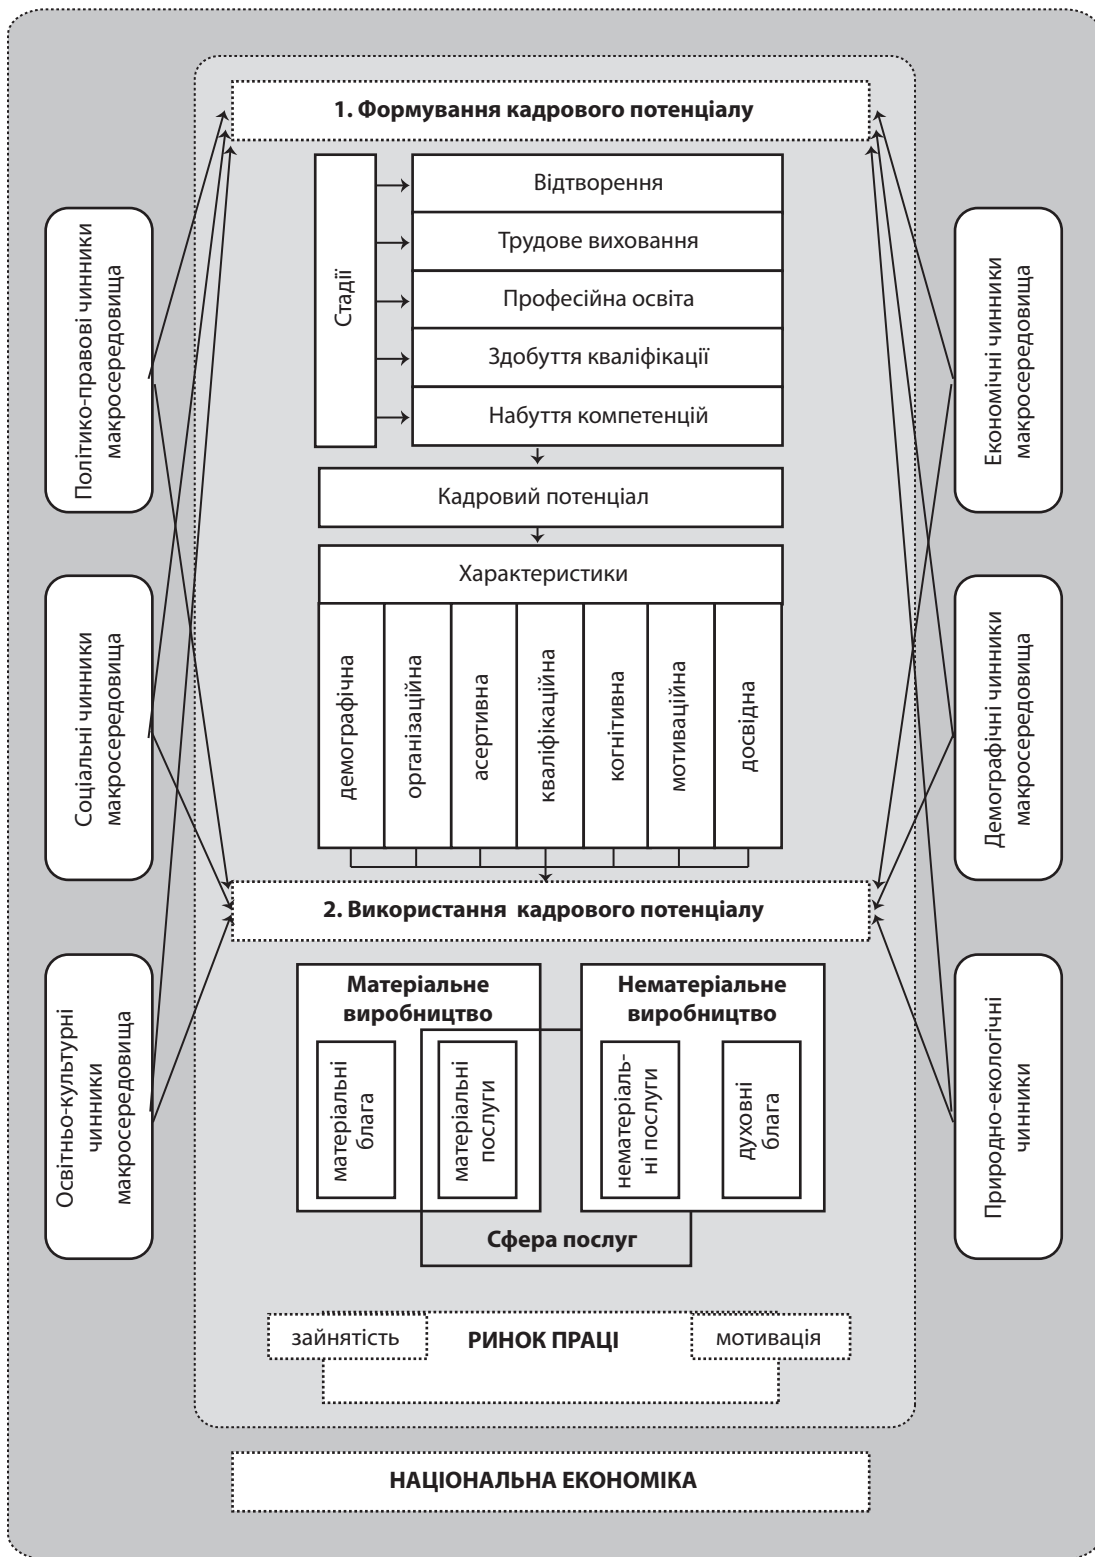 1. Формування кадрового потенціалу
Стадії
Відтворення
Трудове виховання
Професійна освіта
Здобуття кваліфікації
Набуття компетенцій
Кадровий потенціал
Характеристики
демографічна
організаційна
асертивна
кваліфікаційна
когнітивна
мотиваційна
досвідна
2. Використання кадрового потенціалу
Матеріальне
виробництво
матеріальні
блага
матеріальні
послуги
Нематеріальне
виробництво
нематеріаль-
ні послуги
духовні
блага
Сфера послуг
зайнятість
РИНОК ПРАЦІ
мотивація
НАЦІОНАЛЬНА ЕКОНОМІКА
Політико-правові чинники
макросередовища
Соціальні чинники
макросередовища
Освітньо-культурні
чинники
макросередовища
Економічні чинники
макросередовища
Демографічні чинники
макросередовища
Природно-екологічні
чинники